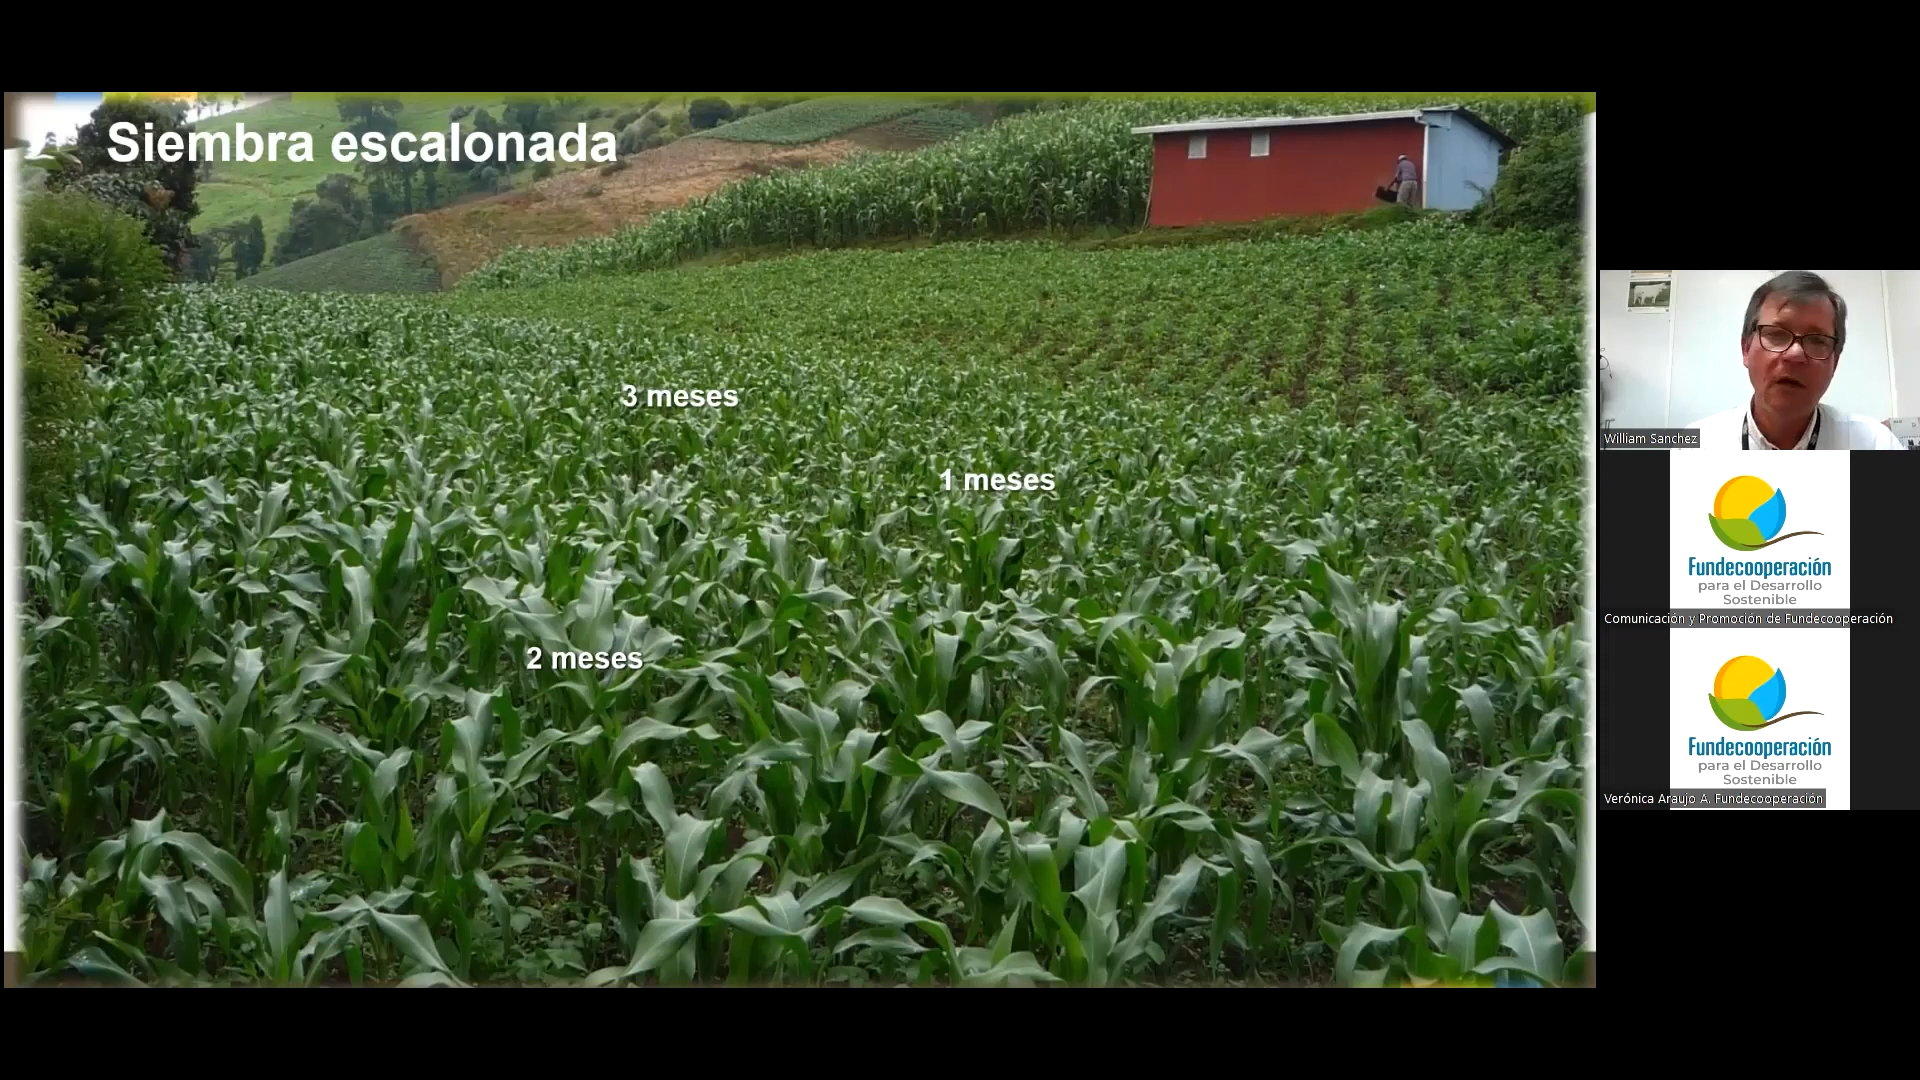 Siembra escalonada
3 meses
1 meses
2 meses
William Sanchez
Fundecooperación
para el Desarrollo
Sostenible
Comunicación y Promoción de Fundecooperación
Fundecooperación
para el Desarrollo
Sostenible
Verónica Araujo A. Fundecooperación